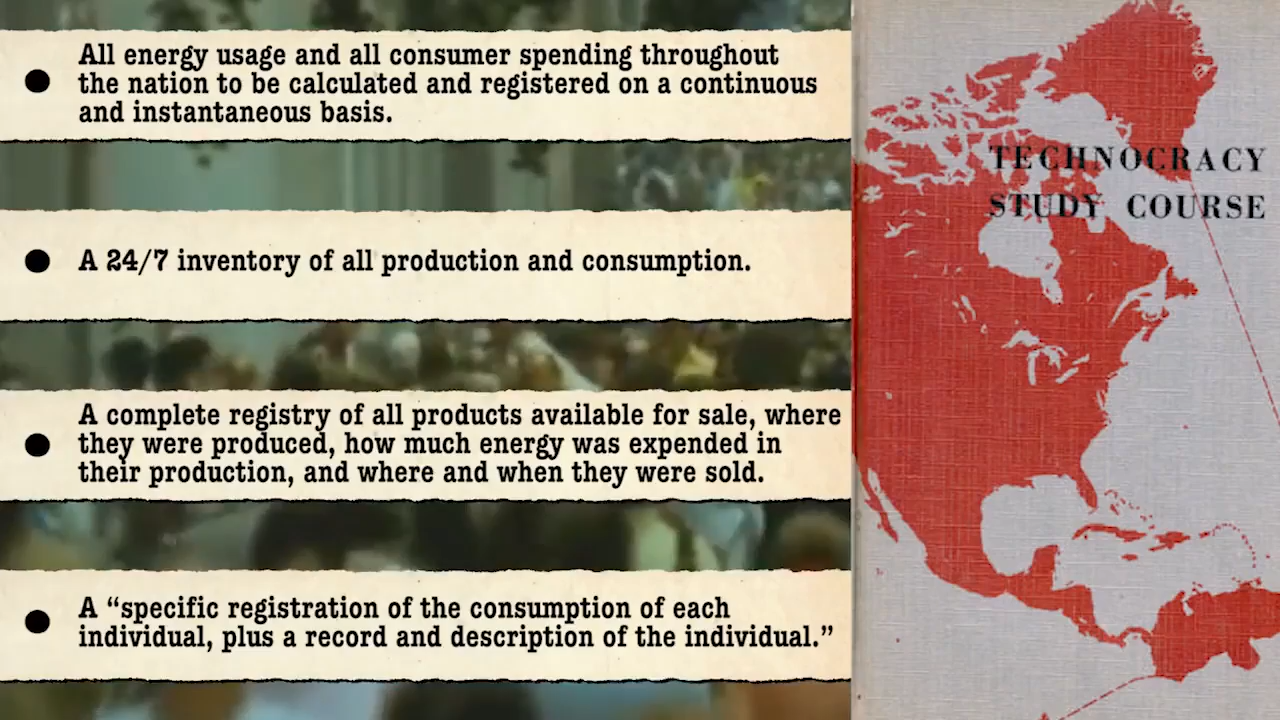 All energy usage and all consumer spending throughout
the nation to be calculated and registered on a continuous
and instantaneous basis.
A 24/7 inventory of all production and consumption.
A complete registry of all products available for sale, where
they were produced, how much energy was expended in
their production, and where and when they were sold.
A “specific registration of the consumption of each
individual, plus a record and description of the individual.”
TECHNOCRACY
STUDY COURSE